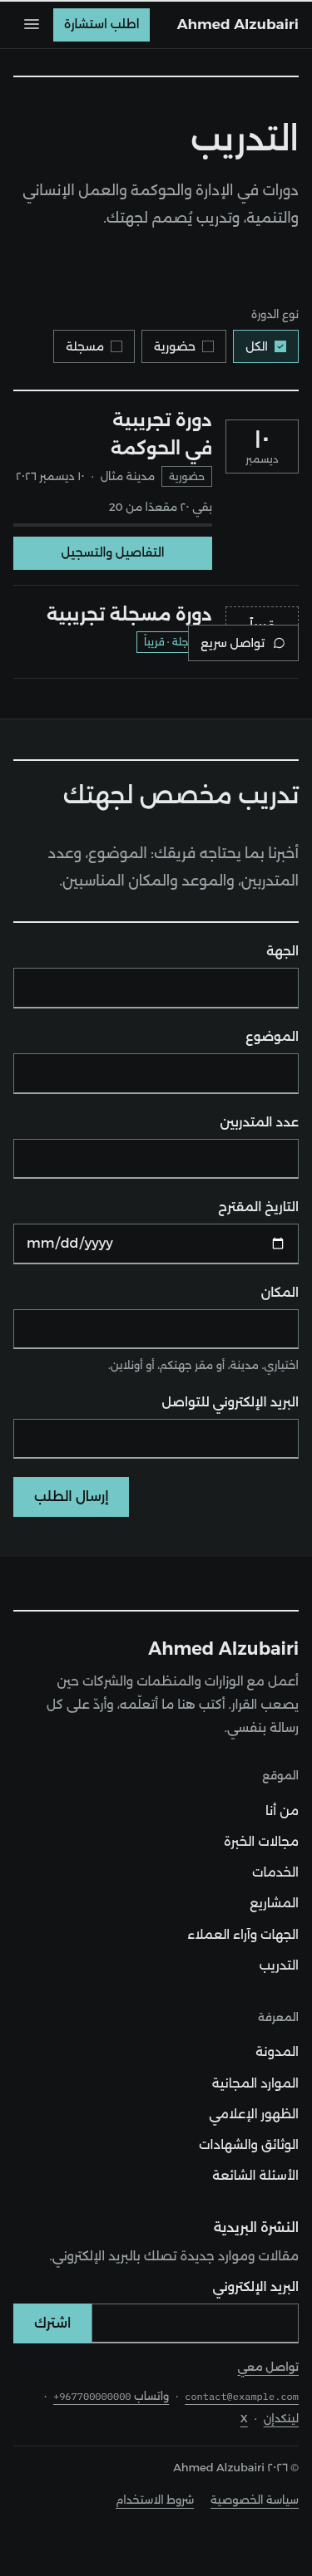 Ahmed Alzubairi
اطلب استشارة
التدريب
دورات في الإدارة والحوكمة والعمل الإنساني
والتنمية، وتدريب يُصمم لجهتك.
نوع الدورة
الكل
حضورية
مسجلة
١٠
ديسمبر
دورة تجريبية
في الحوكمة
حضورية
مدينة مثال · ١٠ ديسمبر ٢٠٢٦
بقي ٢٠ مقعدًا من 20
التفاصيل والتسجيل
دورة مسجلة تجريبية
قريباً
تواصل سريع
تدريب مخصص لجهتك
أخبرنا بما يحتاجه فريقك: الموضوع، وعدد
المتدربين، والموعد والمكان المناسبين.
الجهة
الموضوع
عدد المتدربين
التاريخ المقترح
mm/dd/yyyy
المكان
اختياري. مدينة، أو مقر جهتكم، أو أونلاين.
البريد الإلكتروني للتواصل
إرسال الطلب
Ahmed Alzubairi
أعمل مع الوزارات والمنظمات والشركات حين
يصعب القرار. أكتب هنا ما أتعلّمه، وأردّ على كل
رسالة بنفسي.
الموقع
من أنا
مجالات الخبرة
الخدمات
المشاريع
الجهات وآراء العملاء
التدريب
المعرفة
المدونة
الموارد المجانية
الظهور الإعلامي
الوثائق والشهادات
الأسئلة الشائعة
النشرة البريدية
مقالات وموارد جديدة تصلك بالبريد الإلكتروني.
البريد الإلكتروني
اشترك
تواصل معي
contact@example.com · واتساب +967700000000 ·
لينكدإن · X
© ٢٠٢٦ Ahmed Alzubairi
سياسة الخصوصية
شروط الاستخدام